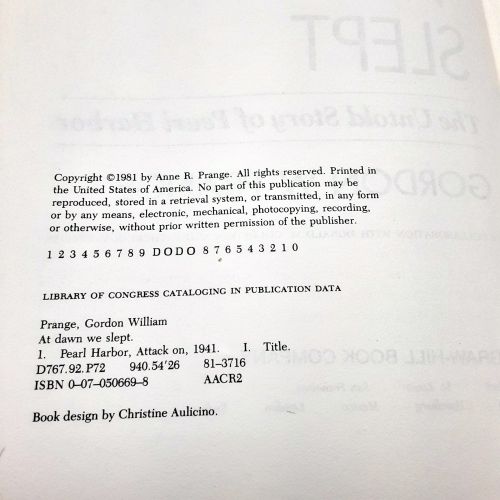 Copyright ©1981 by Anne R. Prange. All rights reserved. Printed in
the United States of America. No part of this publication may be
reproduced, stored in a retrieval system, or transmitted, in any form
or by any means, electronic, mechanical, photocopying, recording,
or otherwise, without prior written permission of the publisher.
1 2 3 4 5 6 7 8 9 DODO 8 7 6 5 4 3 2 1 0
LIBRARY OF CONGRESS CATALOGING IN PUBLICATION DATA
Prange, Gordon William
At dawn we slept.
1. Pearl Harbor, Attack on, 1941. I. Title.
D767.92.P72 940.54'26 81-3716
ISBN 0-07-050669-8 AACR2
Book design by Christine Aulicino.
SLEPT
The Untold Story of Pearl Harbor
GORDO